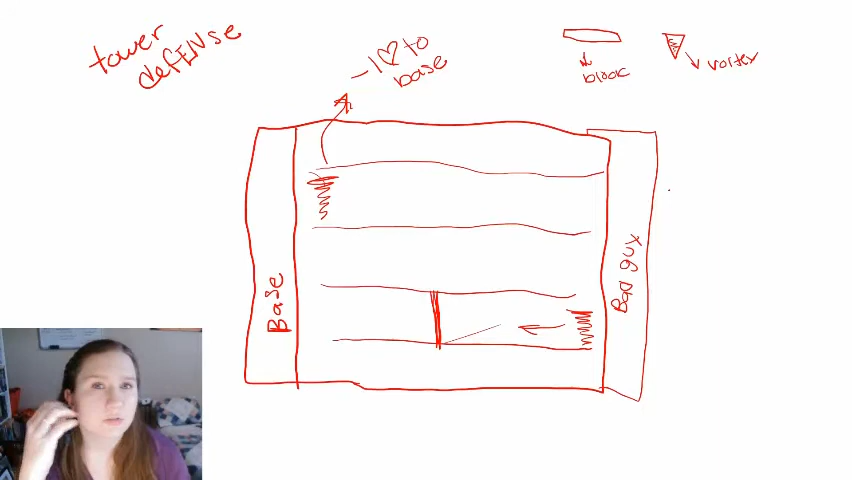 tower
defense
-1♡ to
base
block
vortex
Base
Bad guy